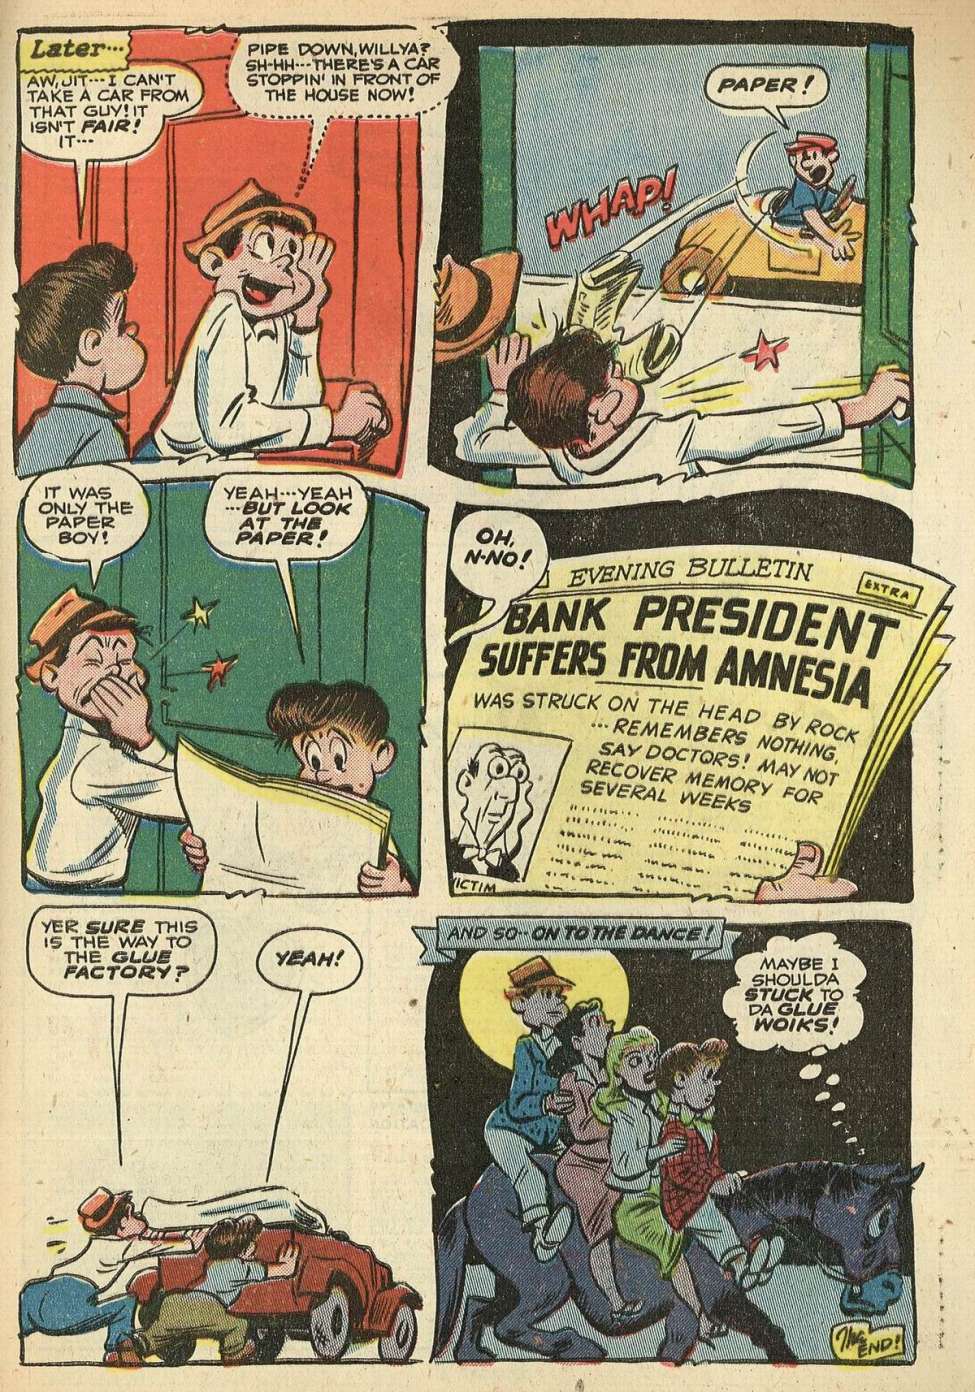 Later...
AW, JIT...I CAN'T
TAKE A CAR FROM
THAT GUY! IT
ISN'T FAIR!
IT...
PIPE DOWN, WILLYA?
SH-HH...THERE'S A CAR
STOPPIN' IN FRONT OF
THE HOUSE NOW!
PAPER!
WHAP!
IT WAS
ONLY THE
PAPER
BOY!
YEAH...YEAH
...BUT LOOK
AT THE
PAPER!
OH,
N-NO!
EVENING BULLETIN
EXTRA
BANK PRESIDENT
SUFFERS FROM AMNESIA
WAS STRUCK ON THE HEAD BY ROCK
...REMEMBERS NOTHING,
SAY DOCTORS! MAY NOT
RECOVER MEMORY FOR
SEVERAL WEEKS
VICTIM
YER SURE THIS
IS THE WAY TO
THE GLUE
FACTORY?
YEAH!
AND SO--ON TO THE DANCE!
MAYBE I
SHOULDA
STUCK TO
DA GLUE
WOIKS!
The
END!